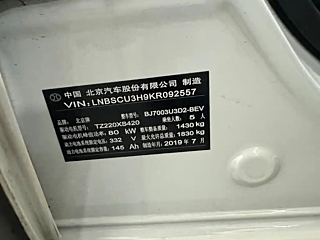 中国 北京汽车股份有限公司 制造
VIN: LNBSCU3H9KR092557
品牌: 北京牌 整车型号: BJ7003U3D2-BEV
驱动电机型号: TZ220XS420 乘坐人数: 5 人
驱动电机峰值功率: 80 kW 整车整备质量: 1430 kg
动力电池系统额定电压: 332 V 最大允许总质量: 1830 kg
动力电池系统额定容量: 145 Ah 制造年月: 2019 年 7 月